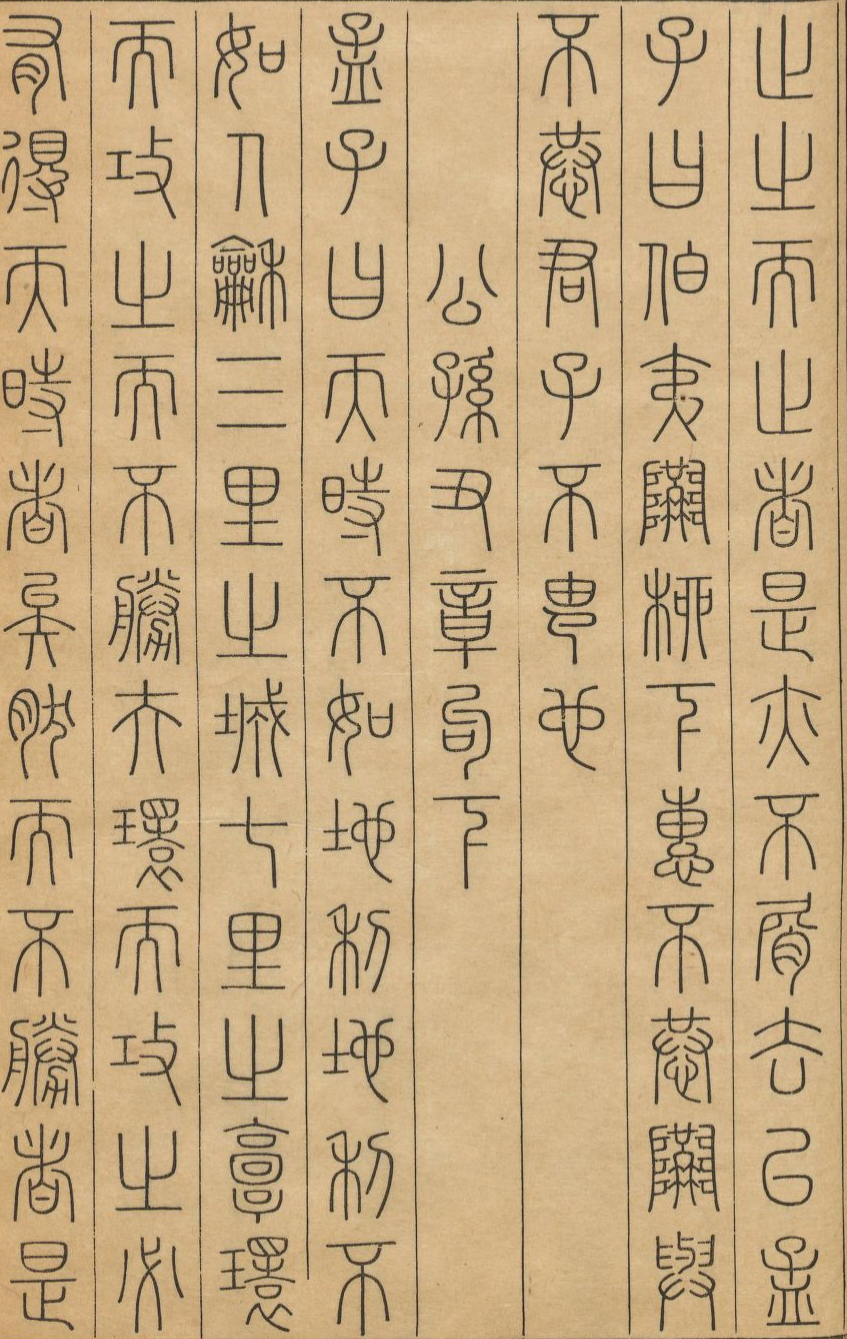 止之而止者是亦不屑去已孟
子曰伯夷隘柳下惠不恭隘與
不恭君子不由也
公孫丑章句下
孟子曰天時不如地利地利不
如人龢三里之城七里之郭環
而攻之而不勝夫環而攻之必
有得天時者矣然而不勝者是